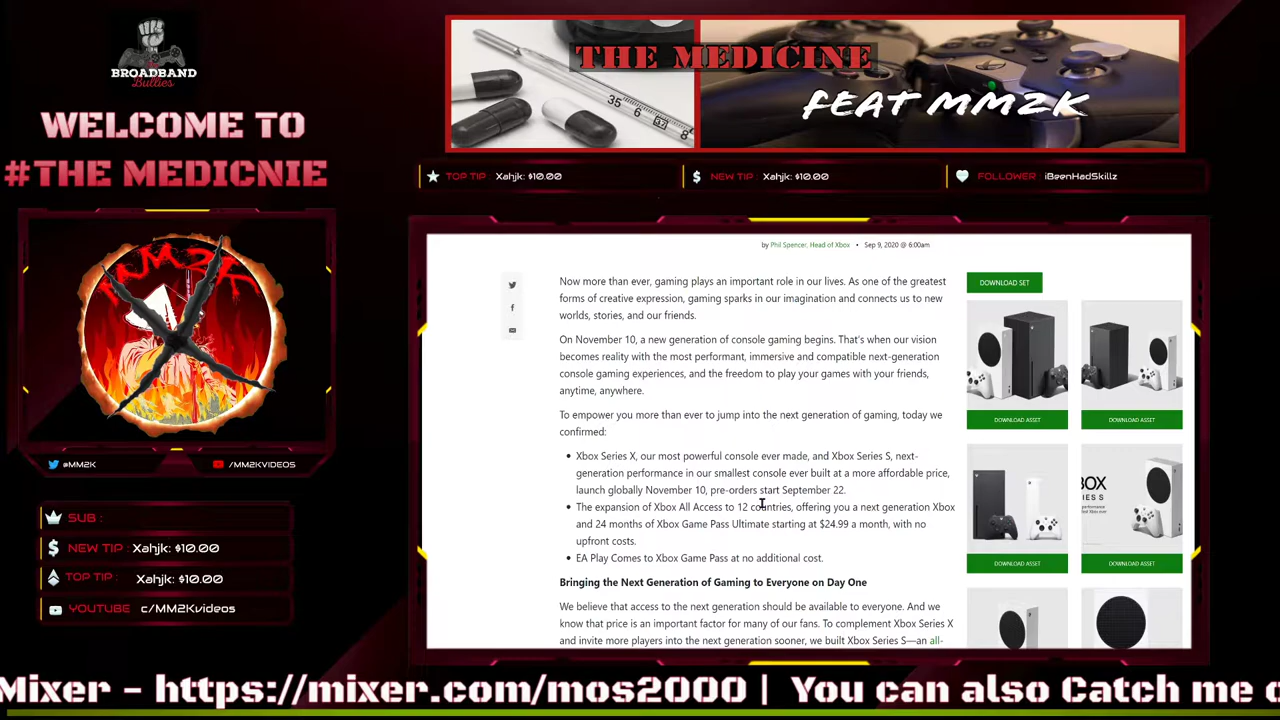 BROADBAND
Bullies
WELCOME TO
#THE MEDICNIE
@MM2K
/MM2KVIDEOS
SUB :
NEW TIP : Xahjk: $10.00
TOP TIP : Xahjk: $10.00
YOUTUBE c/MM2Kvideos
THE MEDICINE
FEAT MM2K
35
6
37
8
TOP TIP : Xahjk: $10.00
NEW TIP : Xahjk: $10.00
FOLLOWER : iBeenHadSkillz
by Phil Spencer, Head of Xbox • Sep 9, 2020 @ 6:00am
Now more than ever, gaming plays an important role in our lives. As one of the greatest
forms of creative expression, gaming sparks in our imagination and connects us to new
worlds, stories, and our friends.
On November 10, a new generation of console gaming begins. That's when our vision
becomes reality with the most performant, immersive and compatible next-generation
console gaming experiences, and the freedom to play your games with your friends,
anytime, anywhere.
To empower you more than ever to jump into the next generation of gaming, today we
confirmed:
• Xbox Series X, our most powerful console ever made, and Xbox Series S, next-
generation performance in our smallest console ever built at a more affordable price,
launch globally November 10, pre-orders start September 22.
• The expansion of Xbox All Access to 12 countries, offering you a next generation Xbox
and 24 months of Xbox Game Pass Ultimate starting at $24.99 a month, with no
upfront costs.
• EA Play Comes to Xbox Game Pass at no additional cost.
Bringing the Next Generation of Gaming to Everyone on Day One
We believe that access to the next generation should be available to everyone. And we
know that price is an important factor for many of our fans. To complement Xbox Series X
and invite more players into the next generation sooner, we built Xbox Series S—an all-
DOWNLOAD SET
DOWNLOAD ASSET
DOWNLOAD ASSET
BOX
IES S
DOWNLOAD ASSET
DOWNLOAD ASSET
Mixer - https://mixer.com/mos2000 | You can also Catch me o